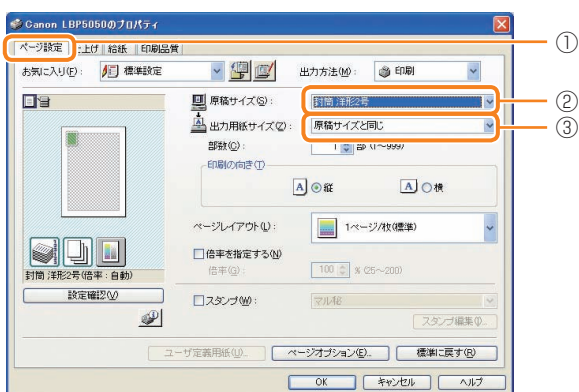 Canon LBP5050のプロパティ
ページ設定 上げ 給紙 印刷品質
①
お気に入り(F): 標準設定 出力方法(M): 印刷
原稿サイズ(S): 封筒 洋形2号
②
出力用紙サイズ(Z): 原稿サイズと同じ
③
部数(C): 1 部 (1~999)
印刷の向き(T)
A 縦 A 横
ページレイアウト(L): 1ページ/枚(標準)
倍率を指定する(N)
封筒 洋形2号(倍率:自動)
倍率(G): 100 % (25~200)
設定確認(V)
スタンプ(W): マル秘
スタンプ編集(I)...
ユーザ定義用紙(U)... ページオプション(E)... 標準に戻す(R)
OK キャンセル ヘルプ